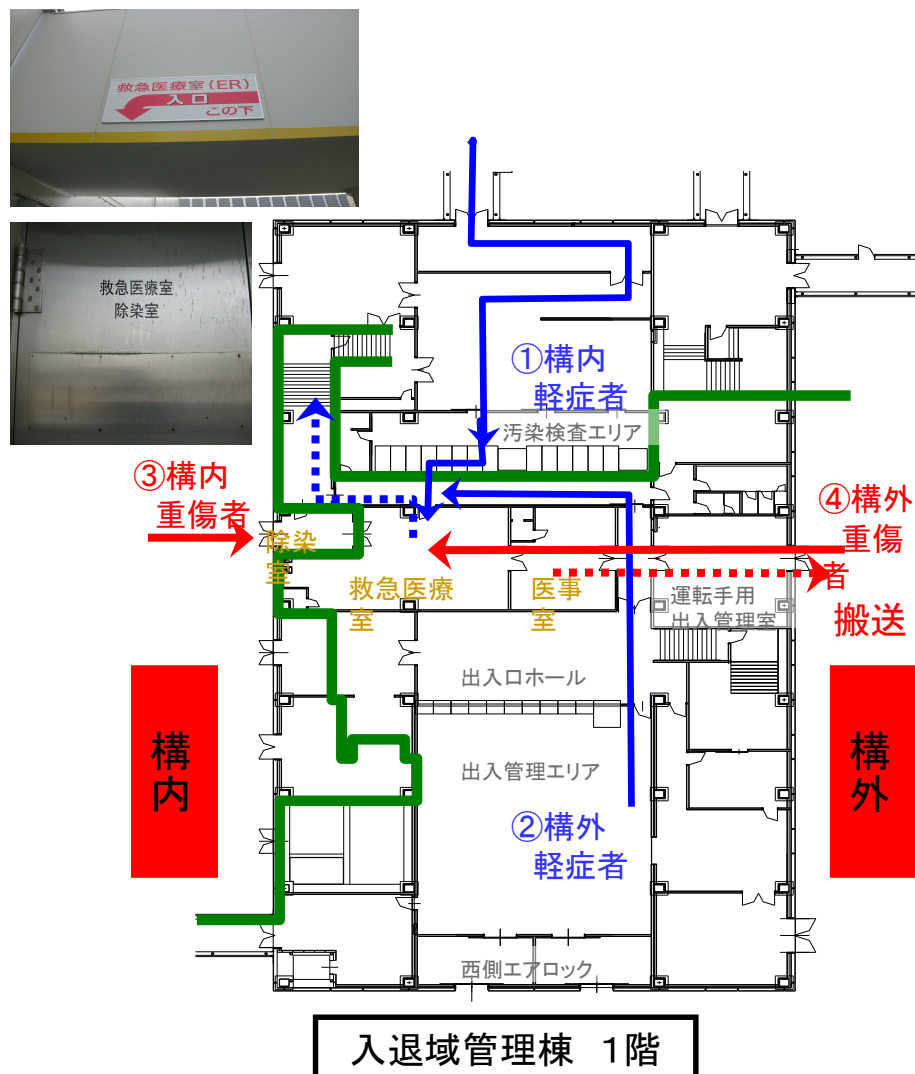 救急医療室(ER)
入口
この下
救急医療室
除染室
①構内
軽症者
汚染検査エリア
③構内
重傷者
④構外
重傷
者
除染
室
救急医療
室
医事
室
運転手用
出入管理室
搬送
出入口ホール
構内
構外
出入管理エリア
②構外
軽症者
西側エアロック
入退域管理棟 1階